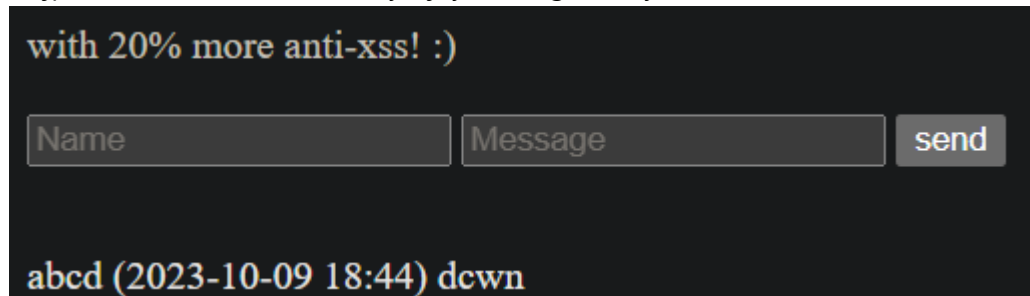 with 20% more anti-xss! :)
Name Message send
abcd (2023-10-09 18:44) dcwn